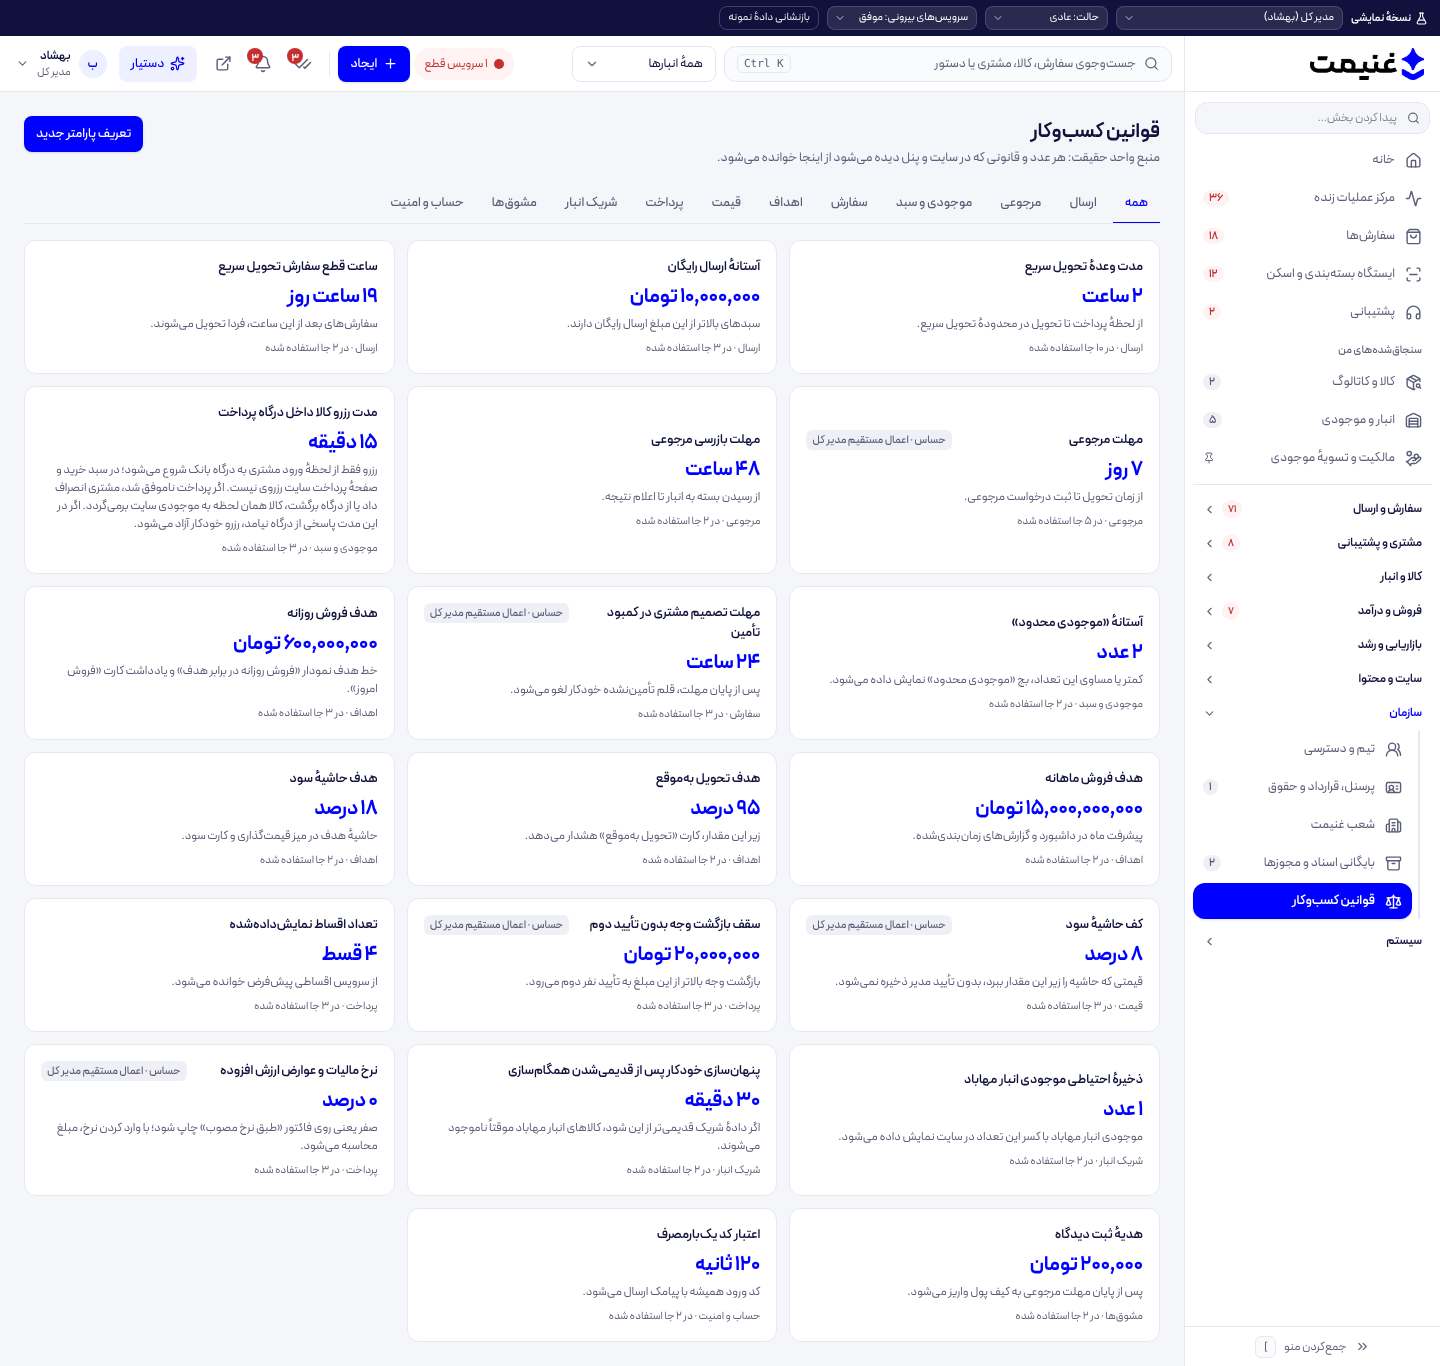 نسخهٔ نمایشی
مدیر کل (بهشاد)
حالت: عادی
سرویس‌های بیرونی: موفق
بازنشانی دادهٔ نمونه
غنیمت
جست‌وجوی سفارش، کالا، مشتری یا دستور
Ctrl K
همهٔ انبارها
۱ سرویس قطع
ایجاد
۳
۳
دستیار
ب
بهشاد
مدیر کل
پیدا کردن بخش...
خانه
مرکز عملیات زنده ۳۶
سفارش‌ها ۱۸
ایستگاه بسته‌بندی و اسکن ۱۲
پشتیبانی ۲
سنجاق‌شده‌های من
کالا و کاتالوگ ۲
انبار و موجودی ۵
مالکیت و تسویهٔ موجودی
سفارش و ارسال ۷۱
مشتری و پشتیبانی ۸
کالا و انبار
فروش و درآمد ۷
بازاریابی و رشد
سایت و محتوا
سازمان
تیم و دسترسی
پرسنل، قرارداد و حقوق ۱
شعب غنیمت
بایگانی اسناد و مجوزها ۲
قوانین کسب‌وکار
سیستم
جمع‌کردن منو [
قوانین کسب‌وکار
منبع واحد حقیقت: هر عدد و قانونی که در سایت و پنل دیده می‌شود از اینجا خوانده می‌شود.
تعریف پارامتر جدید
همه ارسال مرجوعی موجودی و سبد سفارش اهداف قیمت پرداخت شریک انبار مشوق‌ها حساب و امنیت
مدت وعدهٔ تحویل سریع
۲ ساعت
از لحظهٔ پرداخت تا تحویل در محدودهٔ تحویل سریع.
ارسال · در ۱۰ جا استفاده شده
آستانهٔ ارسال رایگان
۱۰,۰۰۰,۰۰۰ تومان
سبدهای بالاتر از این مبلغ ارسال رایگان دارند.
ارسال · در ۳ جا استفاده شده
ساعت قطع سفارش تحویل سریع
۱۹ ساعت روز
سفارش‌های بعد از این ساعت، فردا تحویل می‌شوند.
ارسال · در ۲ جا استفاده شده
مهلت مرجوعی
حساس · اعمال مستقیم مدیر کل
۷ روز
از زمان تحویل تا ثبت درخواست مرجوعی.
مرجوعی · در ۵ جا استفاده شده
مهلت بازرسی مرجوعی
۴۸ ساعت
از رسیدن بسته به انبار تا اعلام نتیجه.
مرجوعی · در ۲ جا استفاده شده
مدت رزرو کالا داخل درگاه پرداخت
۱۵ دقیقه
رزرو فقط از لحظهٔ ورود مشتری به درگاه بانک شروع می‌شود؛ در سبد خرید و
صفحهٔ پرداخت سایت رزروی نیست. اگر پرداخت ناموفق شد، مشتری انصراف
داد یا از درگاه برگشت، کالا همان لحظه به موجودی سایت برمی‌گردد. اگر در
این مدت پاسخی از درگاه نیامد، رزرو خودکار آزاد می‌شود.
موجودی و سبد · در ۳ جا استفاده شده
آستانهٔ «موجودی محدود»
۲ عدد
کمتر یا مساوی این تعداد، بج «موجودی محدود» نمایش داده می‌شود.
موجودی و سبد · در ۲ جا استفاده شده
مهلت تصمیم مشتری در کمبود
تأمین
حساس · اعمال مستقیم مدیر کل
۲۴ ساعت
پس از پایان مهلت، قلم تأمین‌نشده خودکار لغو می‌شود.
سفارش · در ۳ جا استفاده شده
هدف فروش روزانه
۶۰۰,۰۰۰,۰۰۰ تومان
خط هدف نمودار «فروش روزانه در برابر هدف» و یادداشت کارت «فروش
امروز».
اهداف · در ۳ جا استفاده شده
هدف فروش ماهانه
۱۵,۰۰۰,۰۰۰,۰۰۰ تومان
پیشرفت ماه در داشبورد و گزارش‌های زمان‌بندی‌شده.
اهداف · در ۲ جا استفاده شده
هدف تحویل به‌موقع
۹۵ درصد
زیر این مقدار، کارت «تحویل به‌موقع» هشدار می‌دهد.
اهداف · در ۲ جا استفاده شده
هدف حاشیهٔ سود
۱۸ درصد
حاشیهٔ هدف در میز قیمت‌گذاری و کارت سود.
اهداف · در ۲ جا استفاده شده
کف حاشیهٔ سود
حساس · اعمال مستقیم مدیر کل
۸ درصد
قیمتی که حاشیه را زیر این مقدار ببرد، بدون تأیید مدیر ذخیره نمی‌شود.
قیمت · در ۳ جا استفاده شده
سقف بازگشت وجه بدون تأیید دوم
حساس · اعمال مستقیم مدیر کل
۲۰,۰۰۰,۰۰۰ تومان
بازگشت وجه بالاتر از این مبلغ به تأیید نفر دوم می‌رود.
پرداخت · در ۳ جا استفاده شده
تعداد اقساط نمایش‌داده‌شده
۴ قسط
از سرویس اقساطی پیش‌فرض خوانده می‌شود.
پرداخت · در ۳ جا استفاده شده
ذخیرهٔ احتیاطی موجودی انبار مهاباد
۱ عدد
موجودی انبار مهاباد با کسر این تعداد در سایت نمایش داده می‌شود.
شریک انبار · در ۲ جا استفاده شده
پنهان‌سازی خودکار پس از قدیمی‌شدن همگام‌سازی
۳۰ دقیقه
اگر دادهٔ شریک قدیمی‌تر از این شود، کالاهای انبار مهاباد موقتاً ناموجود
می‌شوند.
شریک انبار · در ۲ جا استفاده شده
نرخ مالیات و عوارض ارزش افزوده
حساس · اعمال مستقیم مدیر کل
۰ درصد
صفر یعنی روی فاکتور «طبق نرخ مصوب» چاپ شود؛ با وارد کردن نرخ، مبلغ
محاسبه می‌شود.
پرداخت · در ۳ جا استفاده شده
هدیهٔ ثبت دیدگاه
۲۰۰,۰۰۰ تومان
پس از پایان مهلت مرجوعی به کیف پول واریز می‌شود.
مشوق‌ها · در ۲ جا استفاده شده
اعتبار کد یک‌بارمصرف
۱۲۰ ثانیه
کد ورود همیشه با پیامک ارسال می‌شود.
حساب و امنیت · در ۲ جا استفاده شده